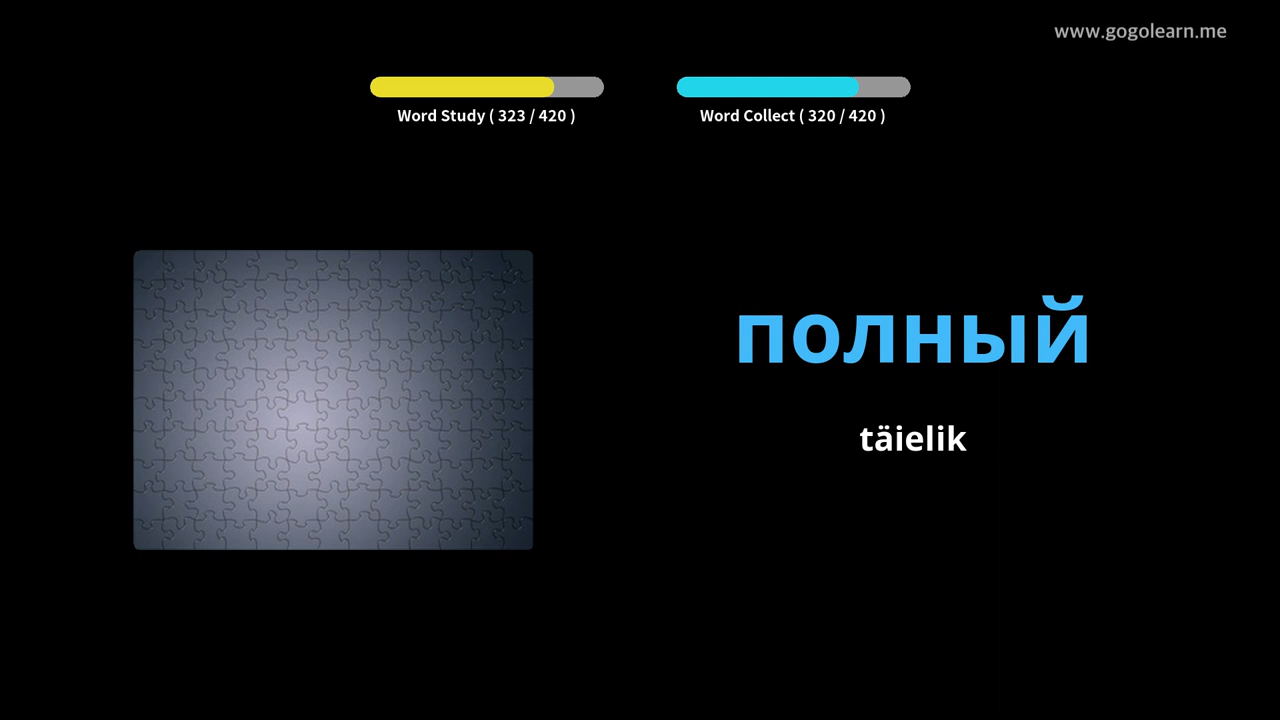 www.gogolearn.me
Word Study ( 323 / 420 )
Word Collect ( 320 / 420 )
полный
täielik